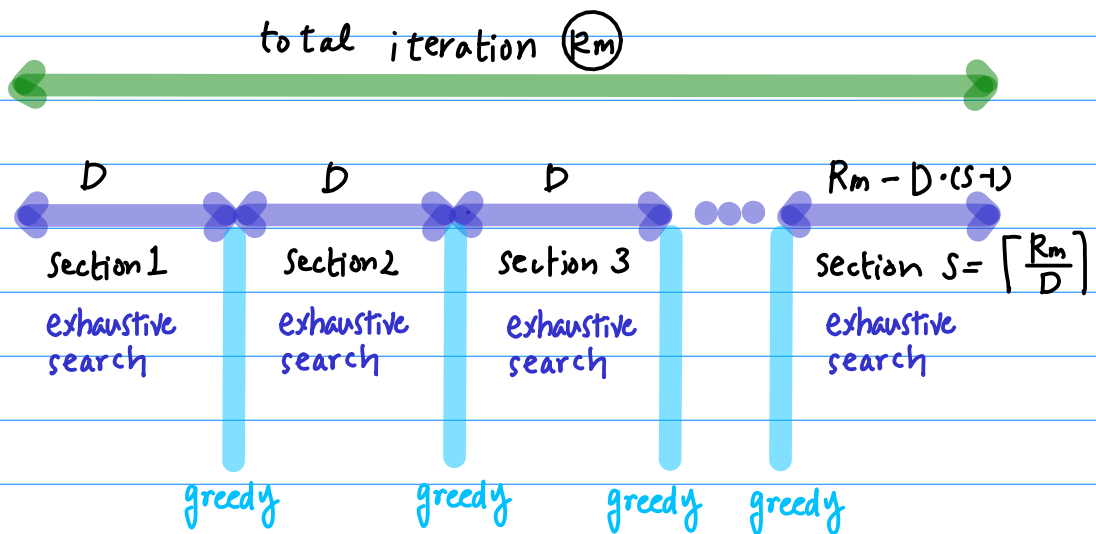 total iteration Rm
D D D Rm - D·(S-1)
section 1 section 2 section 3 section S = ⌈Rm/D⌉
exhaustive exhaustive exhaustive exhaustive
search search search search
greedy greedy greedy greedy